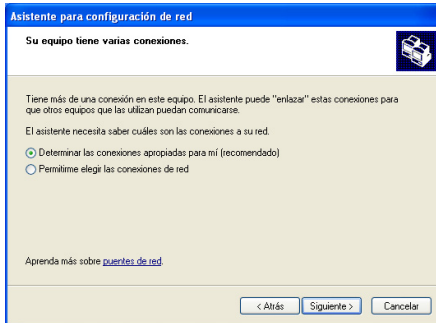 Asistente para configuración de red
Su equipo tiene varias conexiones.
Tiene más de una conexión en este equipo. El asistente puede "enlazar" estas conexiones para
que otros equipos que las utilizan puedan comunicarse.
El asistente necesita saber cuáles son las conexiones a su red.
Determinar las conexiones apropiadas para mí (recomendado)
Permitirme elegir las conexiones de red
Aprenda más sobre puentes de red.
< Atrás Siguiente > Cancelar